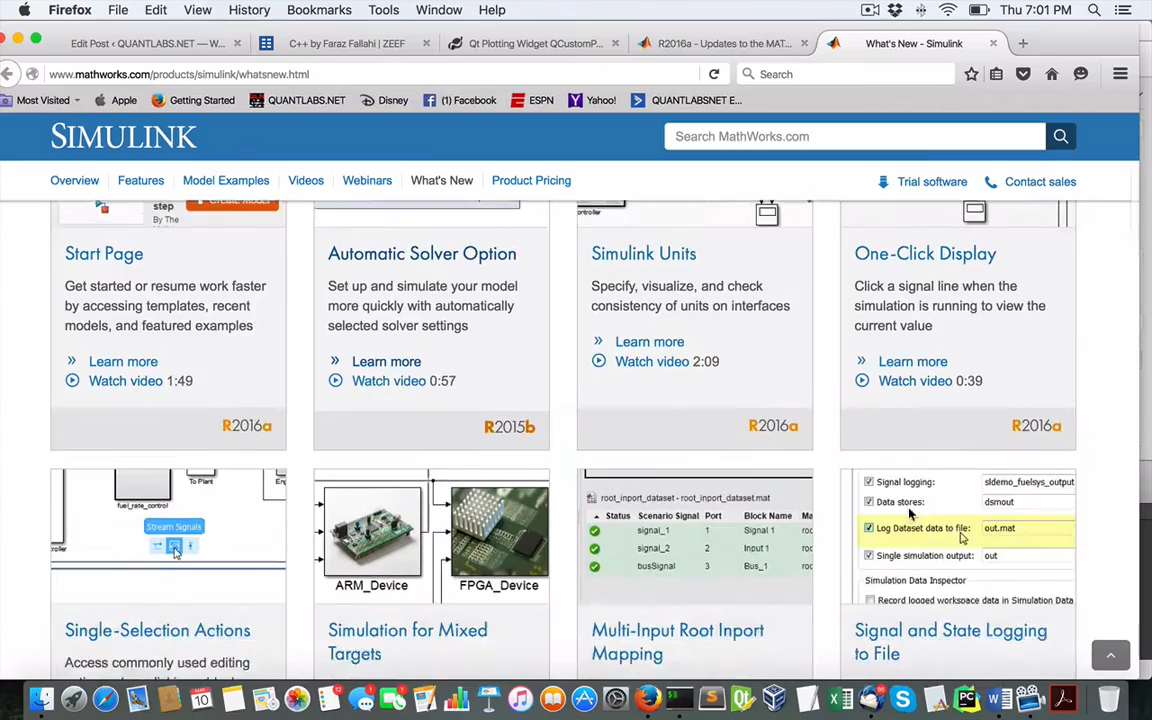 Firefox File Edit View History Bookmarks Tools Window Help Thu 7:01 PM
Edit Post ‹ QUANTLABS.NET — W... C++ by Faraz Fallahi | ZEEF Qt Plotting Widget QCustomP... R2016a - Updates to the MAT... What's New - Simulink
www.mathworks.com/products/simulink/whatsnew.html Search
Most Visited Apple Getting Started QUANTLABS.NET Disney (1) Facebook ESPN Yahoo! QUANTLABSNET E...
SIMULINK Search MathWorks.com
Overview Features Model Examples Videos Webinars What's New Product Pricing Trial software Contact sales
step
By The
Create Model
Start Page
Get started or resume work faster
by accessing templates, recent
models, and featured examples
Learn more
Watch video 1:49
R2016a
Automatic Solver Option
Set up and simulate your model
more quickly with automatically
selected solver settings
Learn more
Watch video 0:57
R2015b
ntroller
Simulink Units
Specify, visualize, and check
consistency of units on interfaces
Learn more
Watch video 2:09
R2016a
One-Click Display
Click a signal line when the
simulation is running to view the
current value
Learn more
Watch video 0:39
R2016a
To Plant
fuel_rate_control
Stream Signals
Single-Selection Actions
Access commonly used editing
ARM_Device FPGA_Device
Simulation for Mixed
Targets
root_inport_dataset - root_inport_dataset.mat
Status Scenario Signal Port Block Name
signal_1 1 Signal 1
signal_2 2 Input 1
busSignal 3 Bus_1
Multi-Input Root Inport
Mapping
Signal logging: sldemo_fuelsys_output
Data stores: dsmout
Log Dataset data to file: out.mat
Single simulation output: out
Simulation Data Inspector
Record logged workspace data in Simulation Data
Signal and State Logging
to File